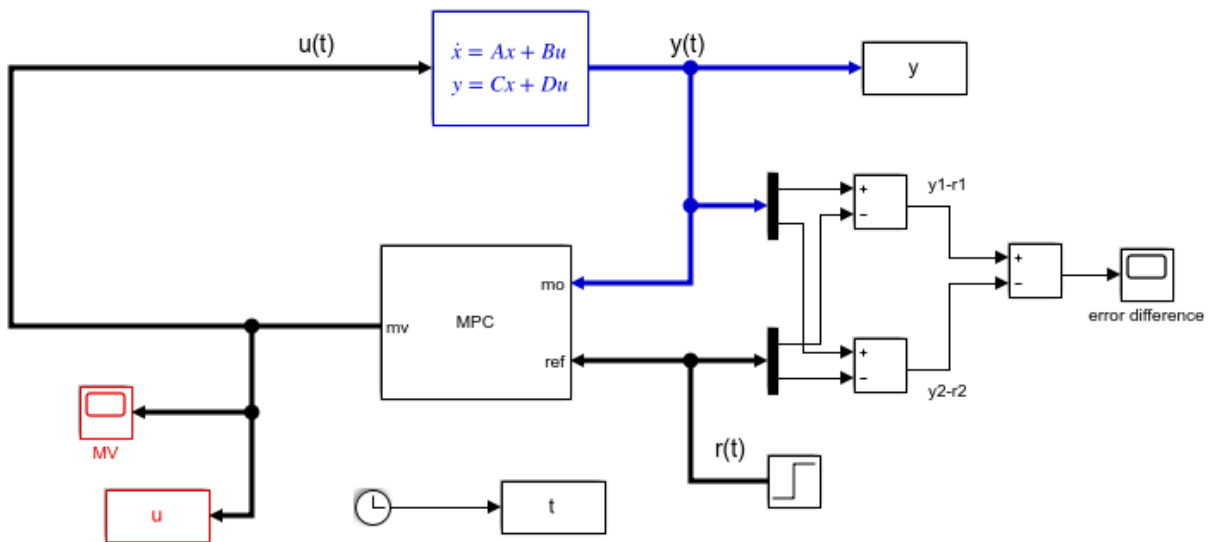 u(t)
ẋ = Ax + Bu
y = Cx + Du
y(t)
y
+
−
y1-r1
+
−
error difference
mo
MPC
mv
ref
+
−
y2-r2
MV
r(t)
u
t